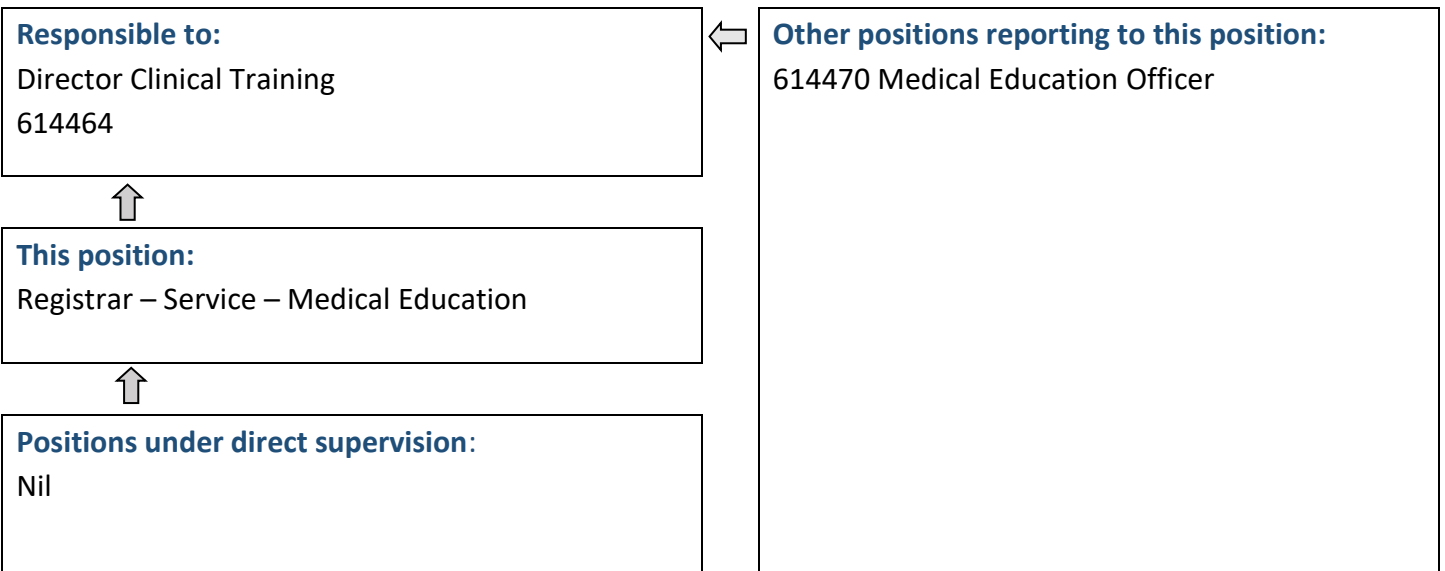 Responsible to:
Director Clinical Training
614464
Other positions reporting to this position:
614470 Medical Education Officer
This position:
Registrar – Service – Medical Education
Positions under direct supervision:
Nil